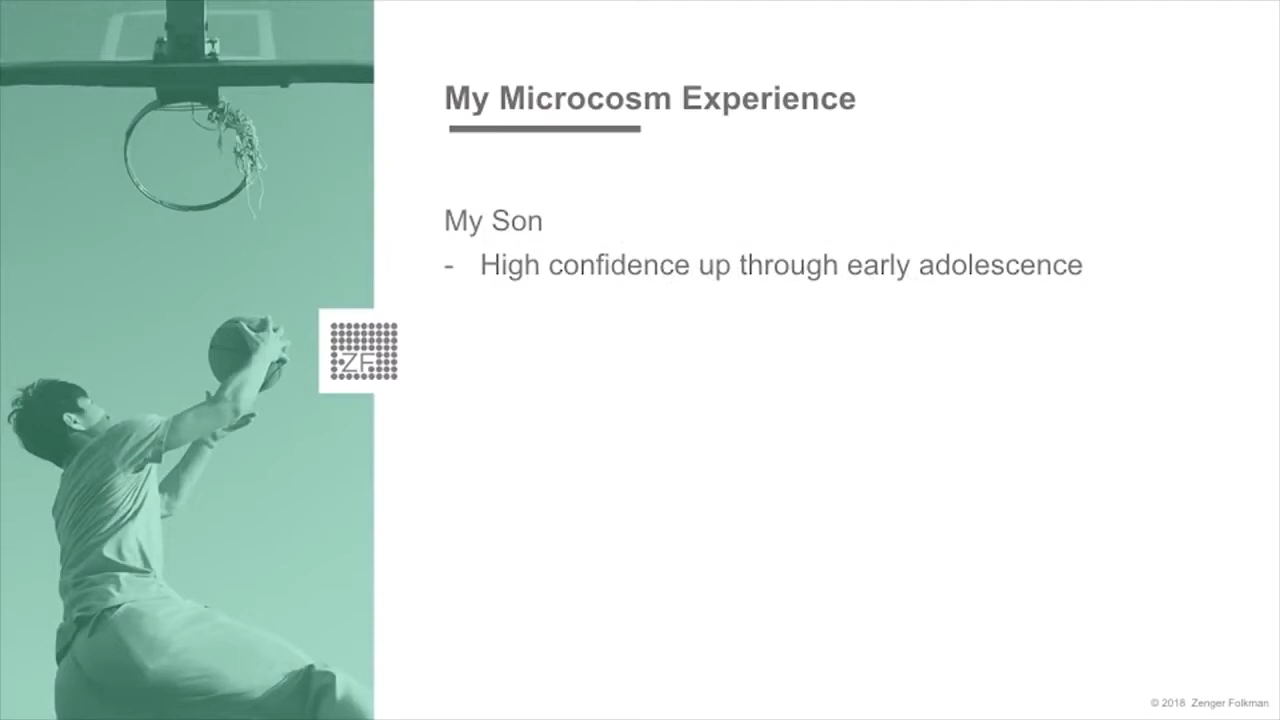 My Microcosm Experience
My Son
- High confidence up through early adolescence
ZF
© 2018 Zenger Folkman